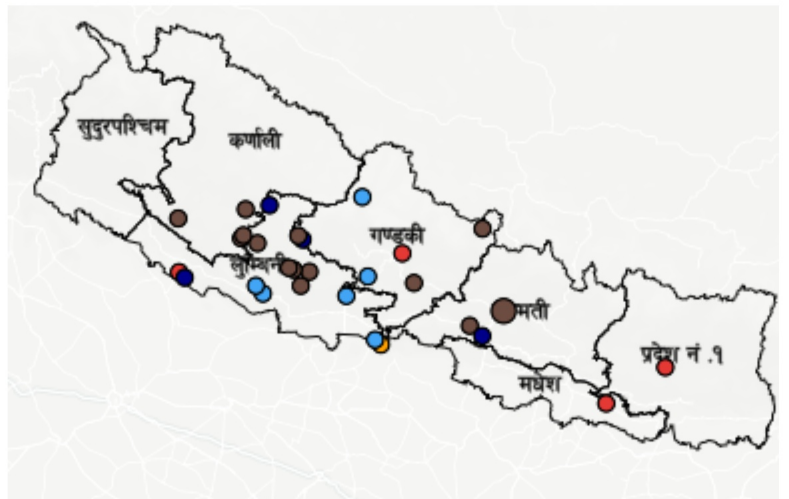 सुदुरपश्चिम
कर्णाली
गण्डकी
लुम्बिनी
मती
प्रदेश नं .१
मधेश